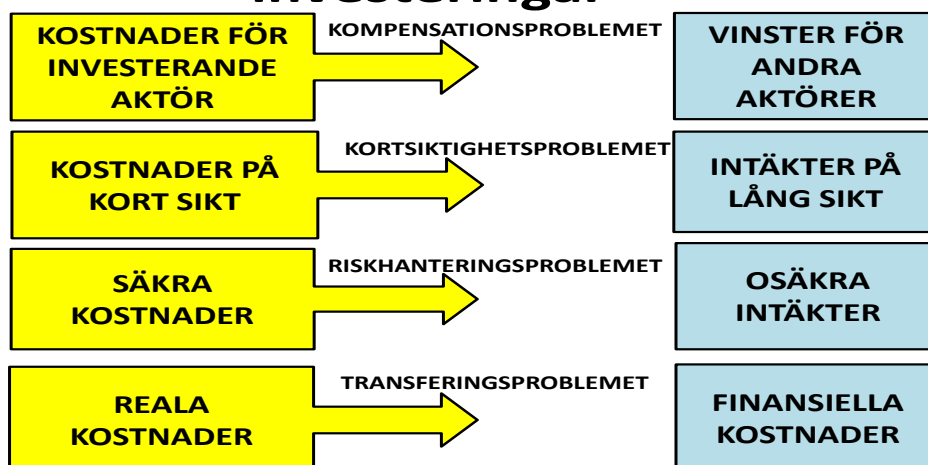 investeringar
KOSTNADER FÖR
INVESTERANDE
AKTÖR
KOMPENSATIONSPROBLEMET
VINSTER FÖR
ANDRA
AKTÖRER
KOSTNADER PÅ
KORT SIKT
KORTSIKTIGHETSPROBLEMET
INTÄKTER PÅ
LÅNG SIKT
SÄKRA
KOSTNADER
RISKHANTERINGSPROBLEMET
OSÄKRA
INTÄKTER
REALA
KOSTNADER
TRANSFERINGSPROBLEMET
FINANSIELLA
KOSTNADER